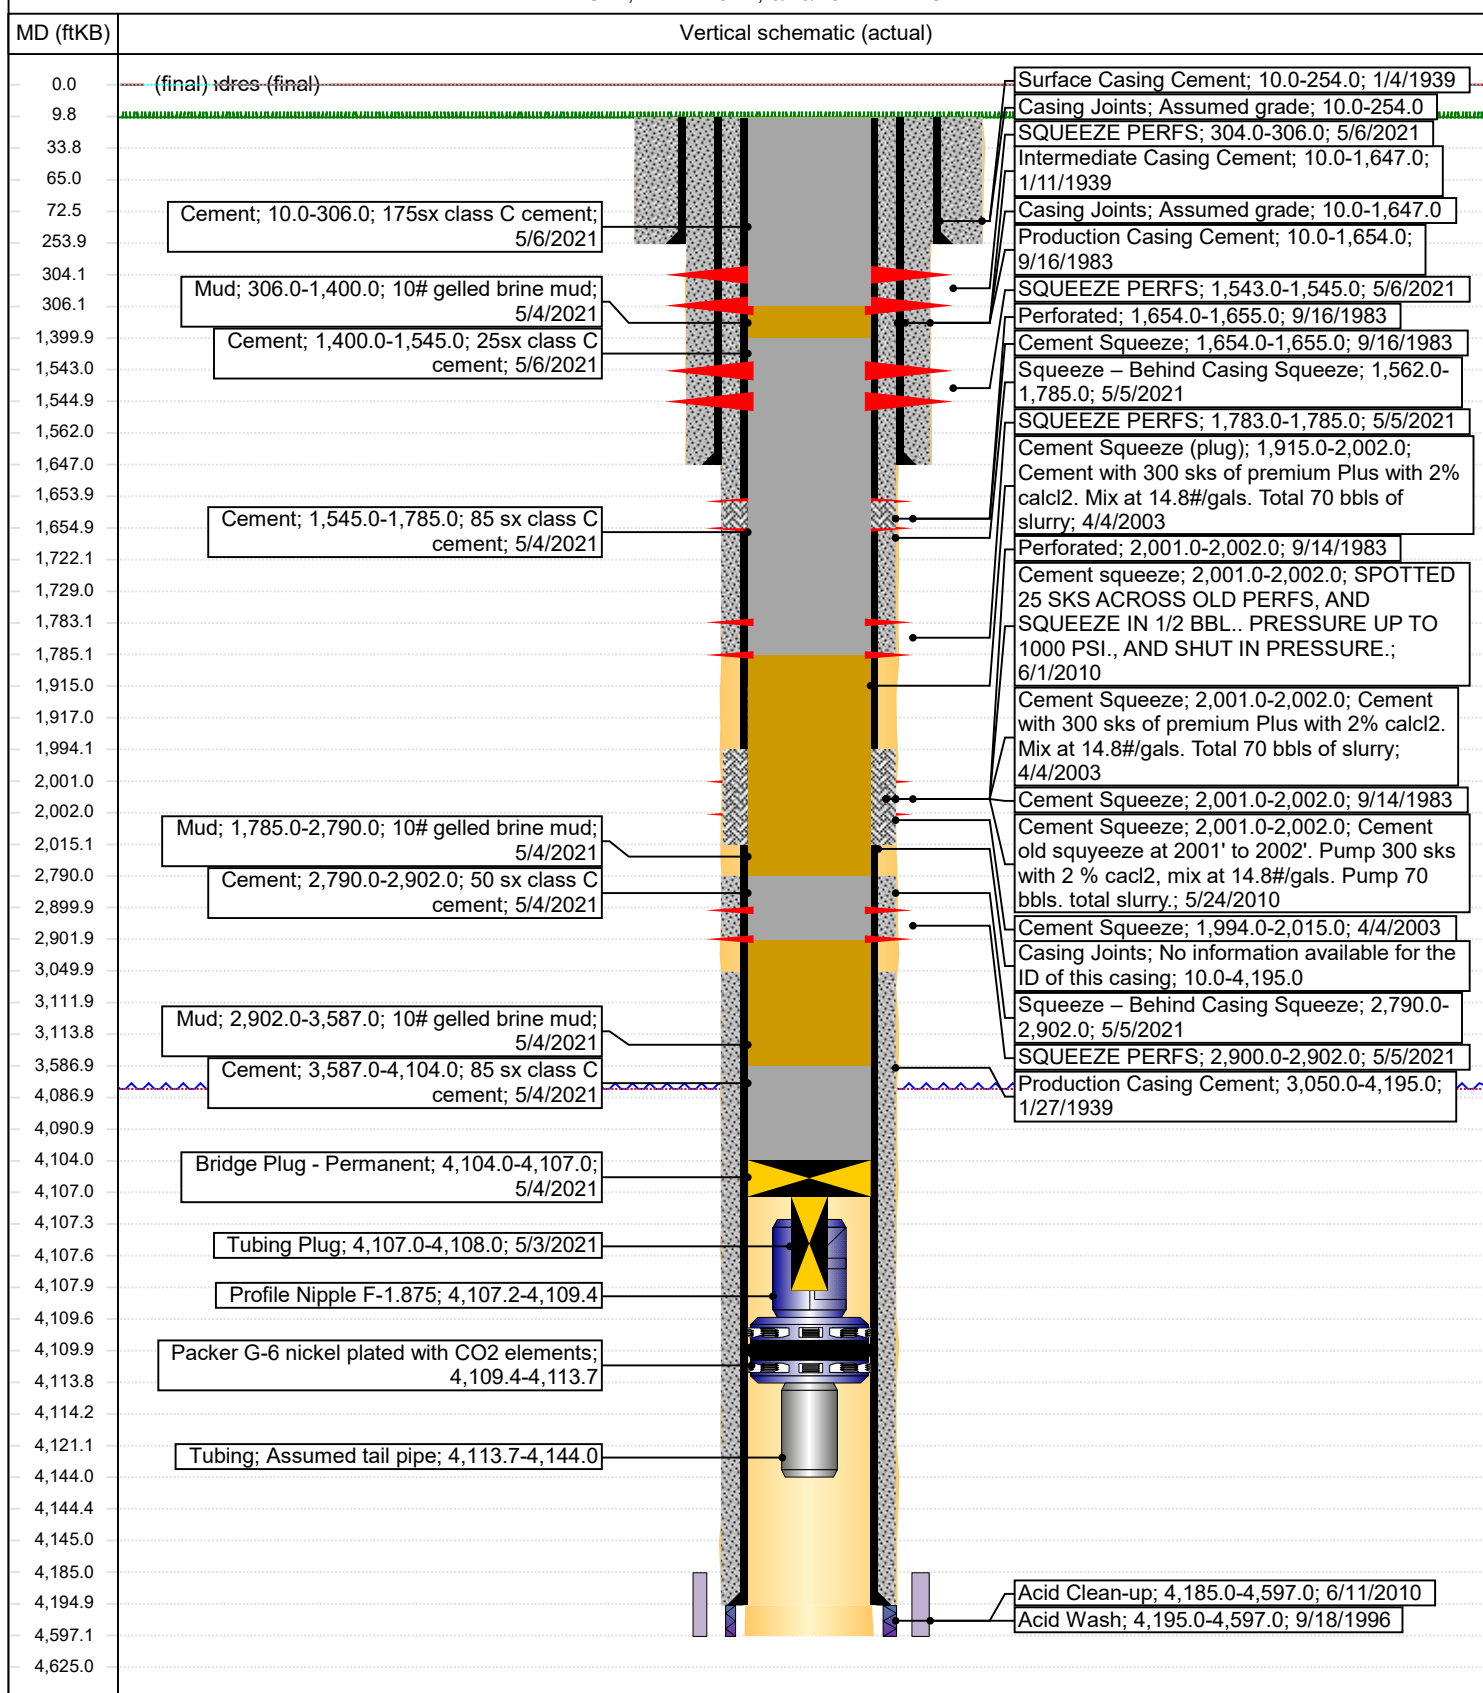 MD (ftKB)
Vertical schematic (actual)
0.0
9.8
33.8
65.0
72.5
253.9
304.1
306.1
1,399.9
1,543.0
1,544.9
1,562.0
1,647.0
1,653.9
1,654.9
1,722.1
1,729.0
1,783.1
1,785.1
1,915.0
1,917.0
1,994.1
2,001.0
2,002.0
2,015.1
2,790.0
2,899.9
2,901.9
3,049.9
3,111.9
3,113.8
3,586.9
4,086.9
4,090.9
4,104.0
4,107.0
4,107.3
4,107.6
4,107.9
4,109.6
4,109.9
4,113.8
4,114.2
4,121.1
4,144.0
4,144.4
4,145.0
4,185.0
4,194.9
4,597.1
4,625.0
(final) (final)
Cement; 10.0-306.0; 175sx class C cement;
5/6/2021
Mud; 306.0-1,400.0; 10# gelled brine mud;
5/4/2021
Cement; 1,400.0-1,545.0; 25sx class C
cement; 5/6/2021
Cement; 1,545.0-1,785.0; 85 sx class C
cement; 5/4/2021
Mud; 1,785.0-2,790.0; 10# gelled brine mud;
5/4/2021
Cement; 2,790.0-2,902.0; 50 sx class C
cement; 5/4/2021
Mud; 2,902.0-3,587.0; 10# gelled brine mud;
5/4/2021
Cement; 3,587.0-4,104.0; 85 sx class C
cement; 5/4/2021
Bridge Plug - Permanent; 4,104.0-4,107.0;
5/4/2021
Tubing Plug; 4,107.0-4,108.0; 5/3/2021
Profile Nipple F-1.875; 4,107.2-4,109.4
Packer G-6 nickel plated with CO2 elements;
4,109.4-4,113.7
Tubing; Assumed tail pipe; 4,113.7-4,144.0
Surface Casing Cement; 10.0-254.0; 1/4/1939
Casing Joints; Assumed grade; 10.0-254.0
SQUEEZE PERFS; 304.0-306.0; 5/6/2021
Intermediate Casing Cement; 10.0-1,647.0;
1/11/1939
Casing Joints; Assumed grade; 10.0-1,647.0
Production Casing Cement; 10.0-1,654.0;
9/16/1983
SQUEEZE PERFS; 1,543.0-1,545.0; 5/6/2021
Perforated; 1,654.0-1,655.0; 9/16/1983
Cement Squeeze; 1,654.0-1,655.0; 9/16/1983
Squeeze – Behind Casing Squeeze; 1,562.0-
1,785.0; 5/5/2021
SQUEEZE PERFS; 1,783.0-1,785.0; 5/5/2021
Cement Squeeze (plug); 1,915.0-2,002.0;
Cement with 300 sks of premium Plus with 2%
calcl2. Mix at 14.8#/gals. Total 70 bbls of
slurry; 4/4/2003
Perforated; 2,001.0-2,002.0; 9/14/1983
Cement squeeze; 2,001.0-2,002.0; SPOTTED
25 SKS ACROSS OLD PERFS, AND
SQUEEZE IN 1/2 BBL.. PRESSURE UP TO
1000 PSI., AND SHUT IN PRESSURE.;
6/1/2010
Cement Squeeze; 2,001.0-2,002.0; Cement
with 300 sks of premium Plus with 2% calcl2.
Mix at 14.8#/gals. Total 70 bbls of slurry;
4/4/2003
Cement Squeeze; 2,001.0-2,002.0; 9/14/1983
Cement Squeeze; 2,001.0-2,002.0; Cement
old squyeeze at 2001' to 2002'. Pump 300 sks
with 2 % cacl2, mix at 14.8#/gals. Pump 70
bbls. total slurry.; 5/24/2010
Cement Squeeze; 1,994.0-2,015.0; 4/4/2003
Casing Joints; No information available for the
ID of this casing; 10.0-4,195.0
Squeeze – Behind Casing Squeeze; 2,790.0-
2,902.0; 5/5/2021
SQUEEZE PERFS; 2,900.0-2,902.0; 5/5/2021
Production Casing Cement; 3,050.0-4,195.0;
1/27/1939
Acid Clean-up; 4,185.0-4,597.0; 6/11/2010
Acid Wash; 4,195.0-4,597.0; 9/18/1996